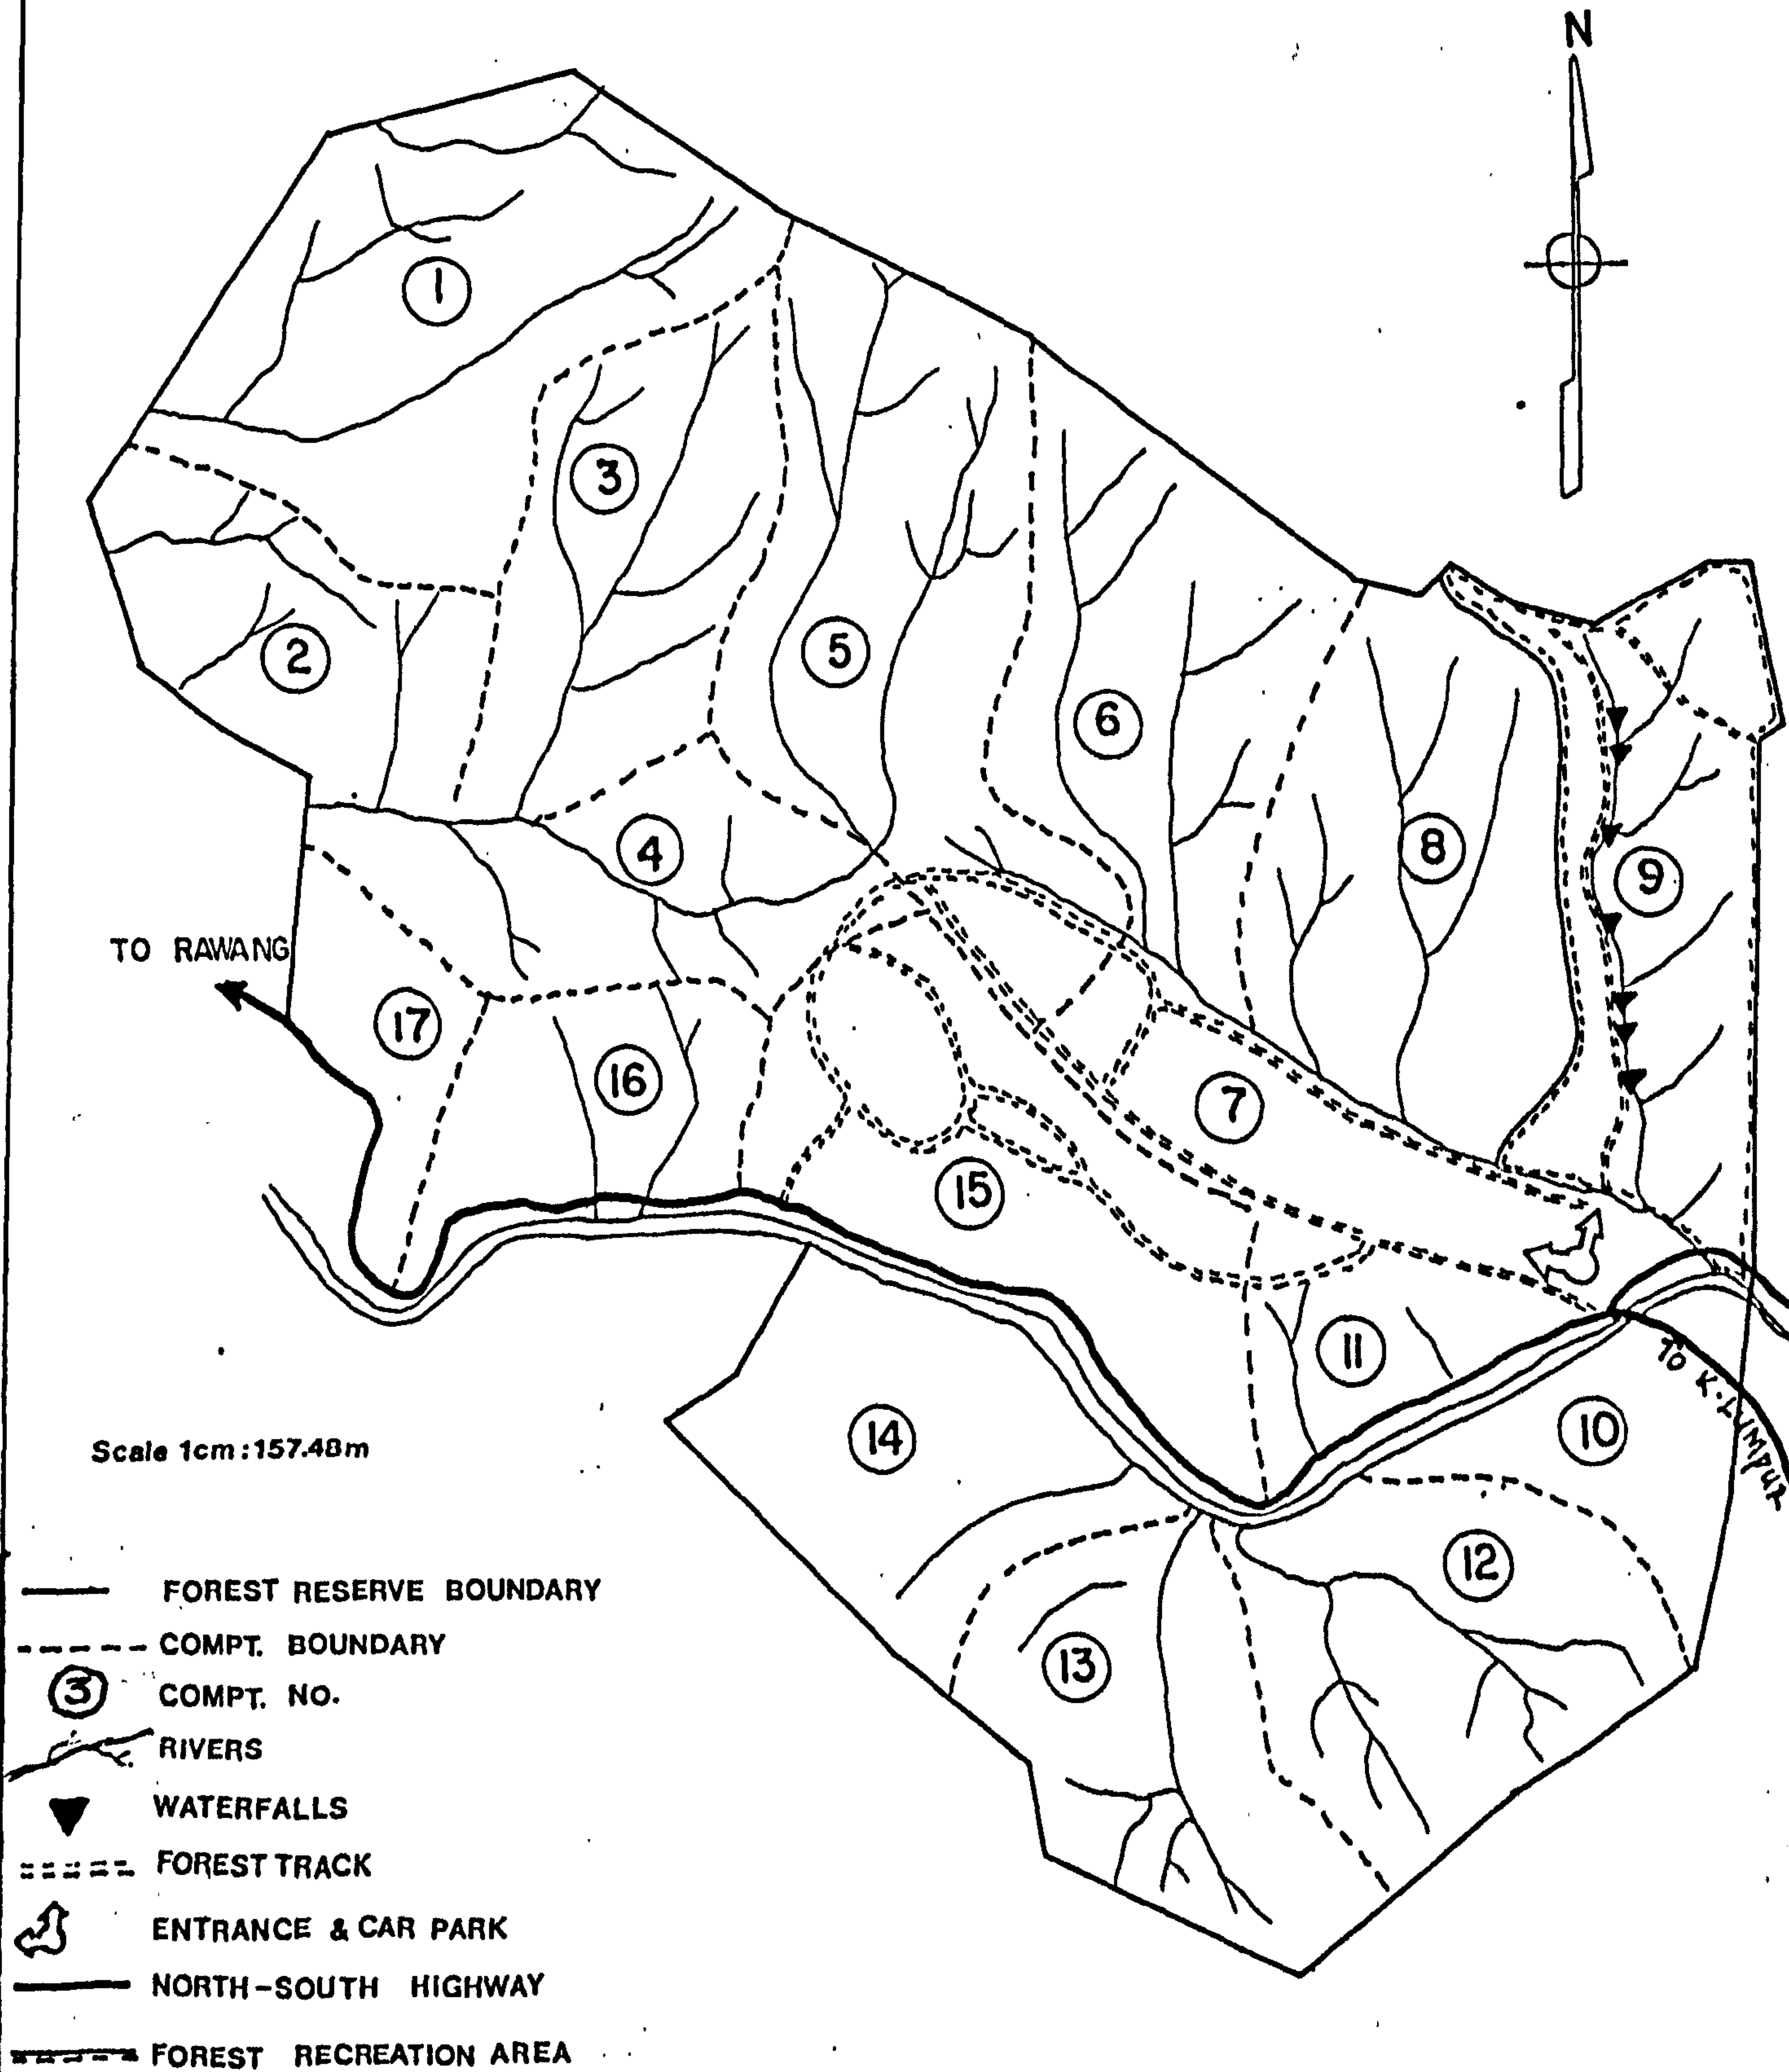 N
1
3
2
5
6
4
8
9
TO RAWANG
17
16
7
15
11
TO K.LUMPUR
14
10
Scale 1cm:157.48m
12
13
FOREST RESERVE BOUNDARY
COMPT. BOUNDARY
3 COMPT. NO.
RIVERS
WATERFALLS
FOREST TRACK
ENTRANCE & CAR PARK
NORTH-SOUTH HIGHWAY
FOREST RECREATION AREA